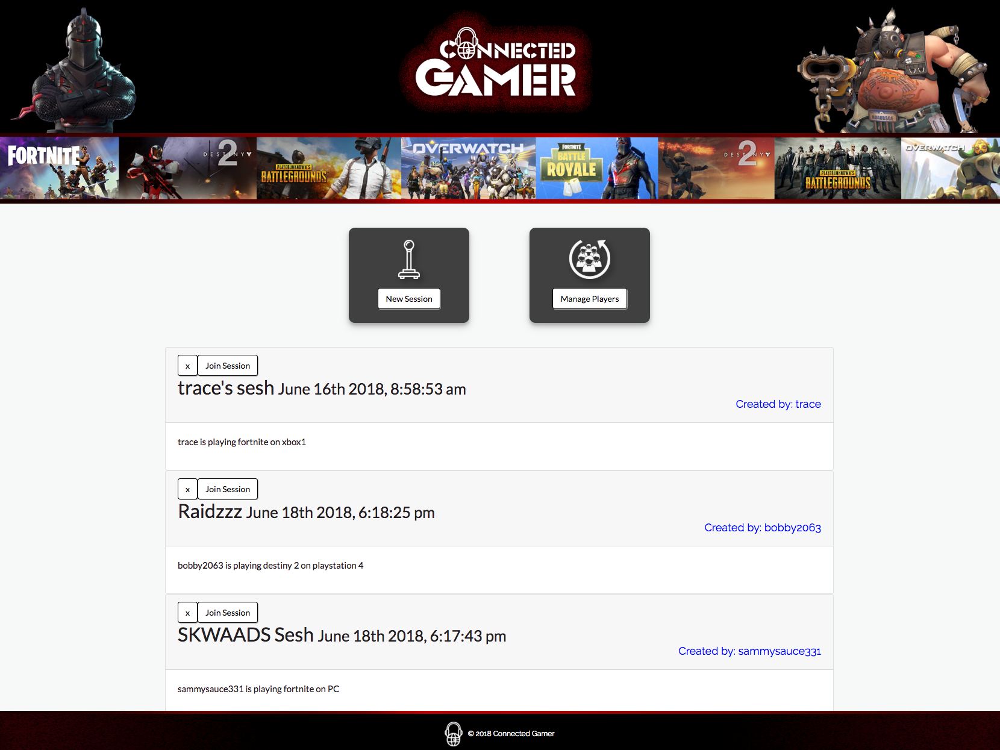 CONNECTED
GAMER
ROADRAGE
FORTNITE
DESTINY 2
PLAYERUNKNOWN'S
BATTLEGROUNDS
OVERWATCH
FORTNITE
BATTLE
ROYALE
DESTINY 2
PLAYERUNKNOWN'S
BATTLEGROUNDS
OVERWATCH
New Session
Manage Players
x Join Session
trace's sesh June 16th 2018, 8:58:53 am
Created by: trace
trace is playing fortnite on xbox1
x Join Session
Raidzzz June 18th 2018, 6:18:25 pm
Created by: bobby2063
bobby2063 is playing destiny 2 on playstation 4
x Join Session
SKWAADS Sesh June 18th 2018, 6:17:43 pm
Created by: sammysauce331
sammysauce331 is playing fortnite on PC
© 2018 Connected Gamer